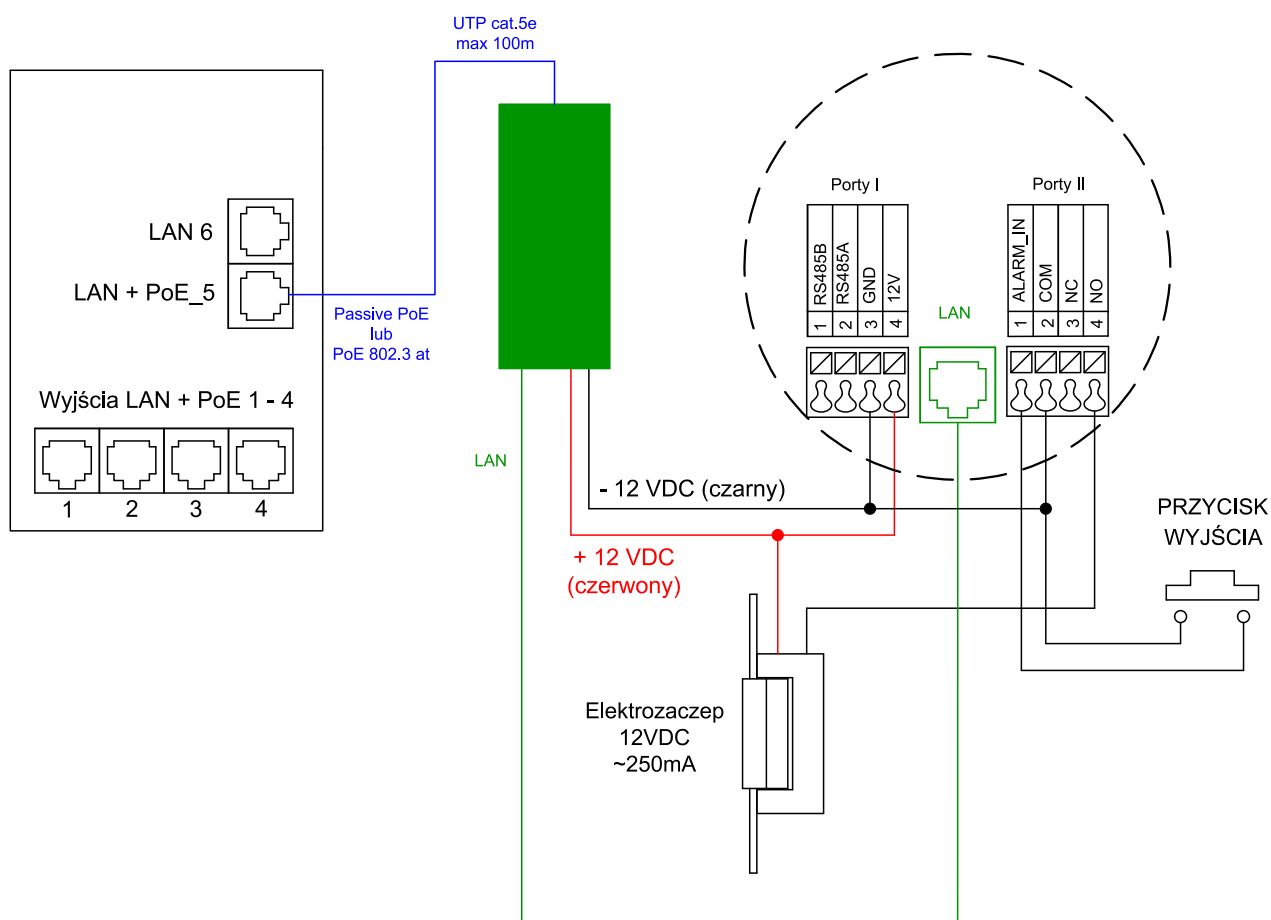 UTP cat.5e
max 100m
LAN 6
LAN + PoE_5
Passive PoE
lub
PoE 802.3 at
Wyjścia LAN + PoE 1 - 4
1
2
3
4
LAN
- 12 VDC (czarny)
+ 12 VDC
(czerwony)
Porty I
1 RS485B
2 RS485A
3 GND
4 12V
LAN
Porty II
1 ALARM_IN
2 COM
3 NC
4 NO
PRZYCISK
WYJŚCIA
Elektrozaczep
12VDC
~250mA